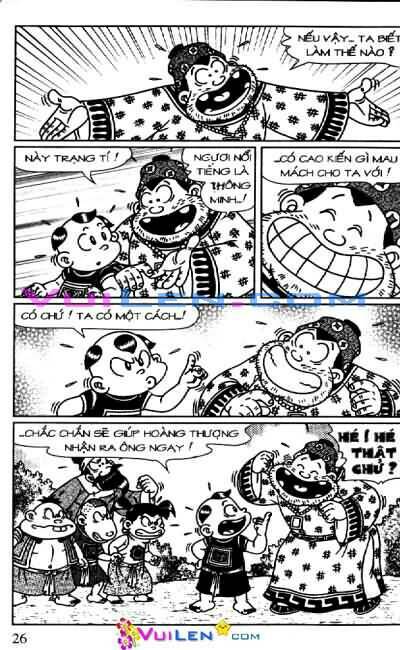 NẾU VẬY... TA BIẾT
LÀM THẾ NÀO ?
NÀY TRẠNG TÍ !
NGƯƠI NỔI
TIẾNG LÀ
THÔNG
MINH...!
...CÓ CAO KIẾN GÌ MAU
MÁCH CHO TA VỚI !
VUILEN.COM
CÓ CHỨ ! TA CÓ MỘT CÁCH...!
...CHẮC CHẮN SẼ GIÚP HOÀNG THƯỢNG
NHẬN RA ÔNG NGAY !
HÉ ! HÉ
THẬT
CHỨ ?
26
VUILEN.COM